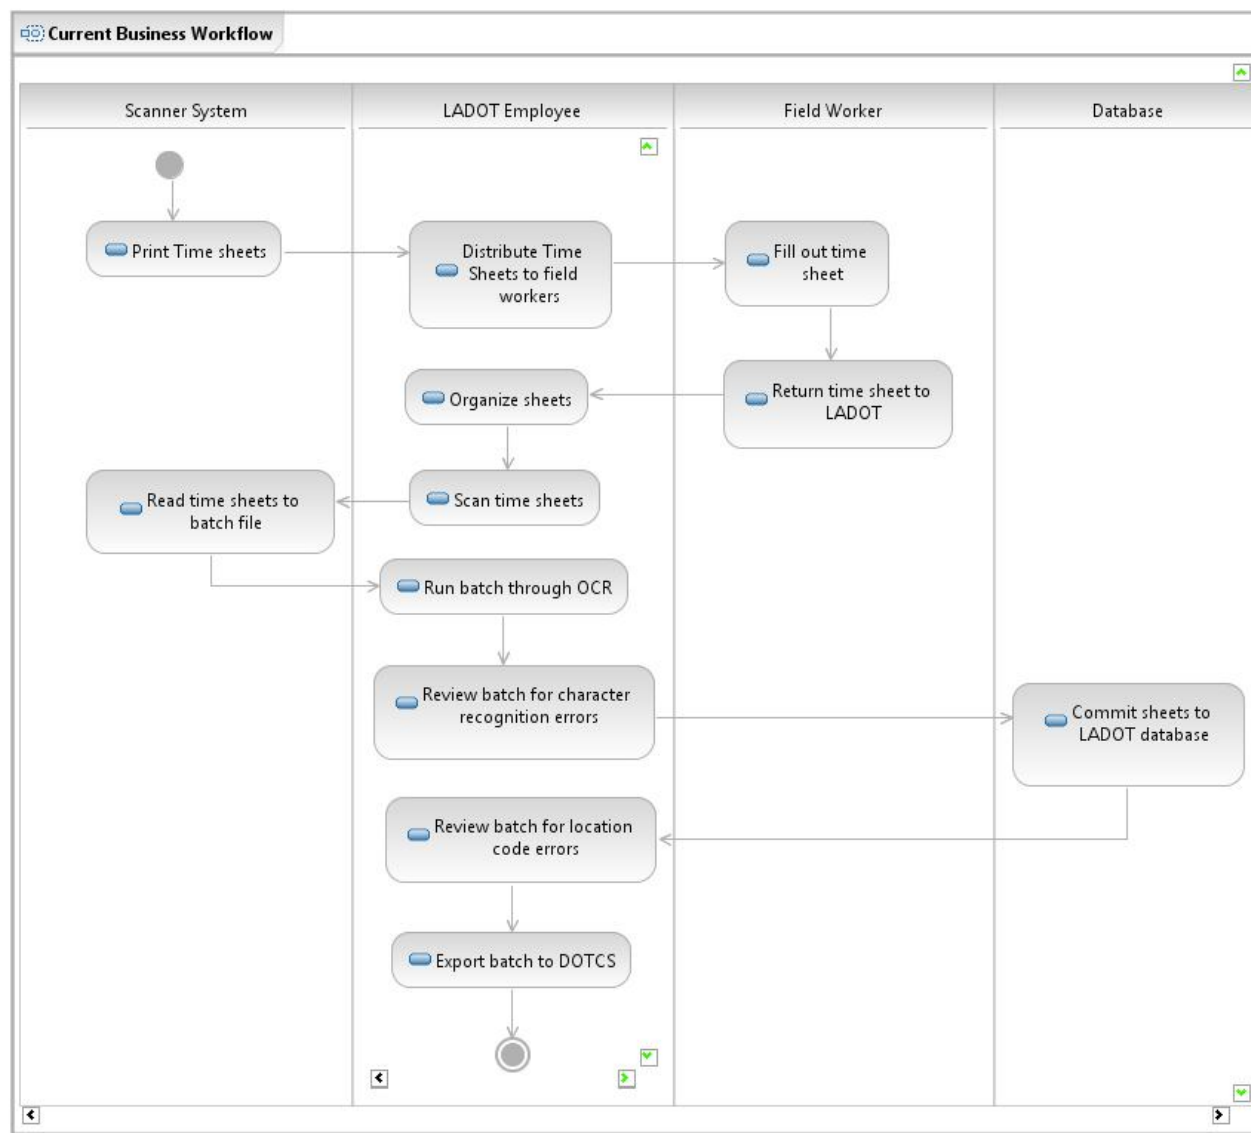 Current Business Workflow
Scanner System
LADOT Employee
Field Worker
Database
Print Time sheets
Distribute Time
Sheets to field
workers
Fill out time
sheet
Organize sheets
Return time sheet to
LADOT
Read time sheets to
batch file
Scan time sheets
Run batch through OCR
Review batch for character
recognition errors
Commit sheets to
LADOT database
Review batch for location
code errors
Export batch to DOTCS